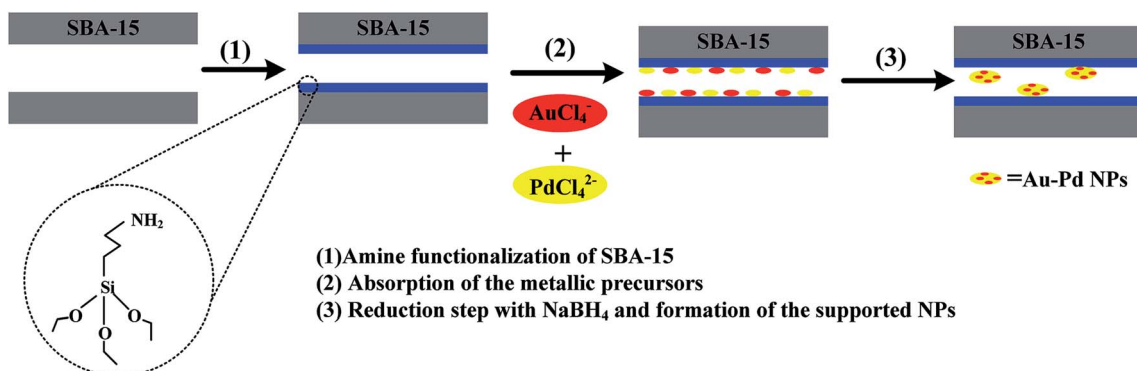 SBA-15
(1)
SBA-15
(2)
AuCl₄⁻
+
PdCl₄²⁻
SBA-15
(3)
SBA-15
=Au-Pd NPs
NH₂
Si
O
O
O
(1)Amine functionalization of SBA-15
(2) Absorption of the metallic precursors
(3) Reduction step with NaBH₄ and formation of the supported NPs